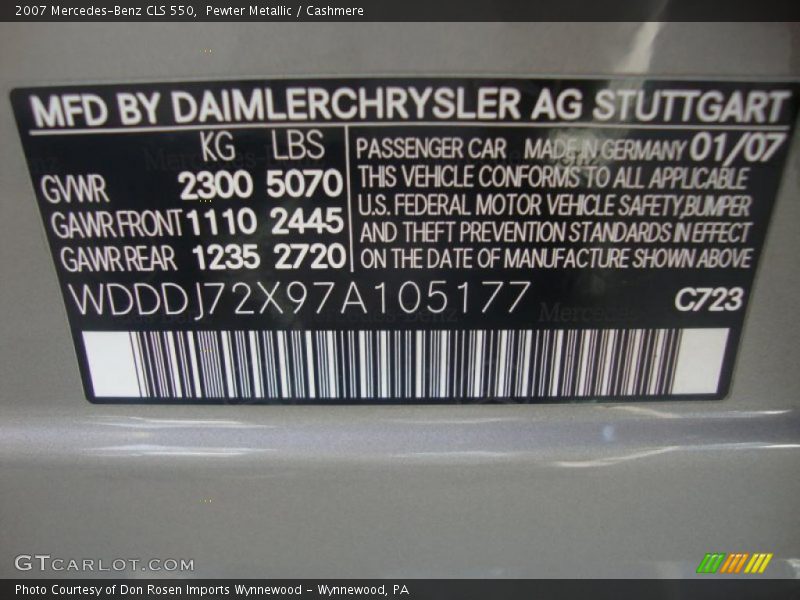 2007 Mercedes-Benz CLS 550,  Pewter Metallic / Cashmere
MFD BY DAIMLERCHRYSLER AG STUTTGART
KG LBS
GVWR 2300 5070
GAWR FRONT 1110 2445
GAWR REAR 1235 2720
PASSENGER CAR MADE IN GERMANY 01/07
THIS VEHICLE CONFORMS TO ALL APPLICABLE
U.S. FEDERAL MOTOR VEHICLE SAFETY,BUMPER
AND THEFT PREVENTION STANDARDS IN EFFECT
ON THE DATE OF MANUFACTURE SHOWN ABOVE
WDDDJ72X97A105177 C723
GTCARLOT.COM
Photo Courtesy of Don Rosen Imports Wynnewood - Wynnewood, PA